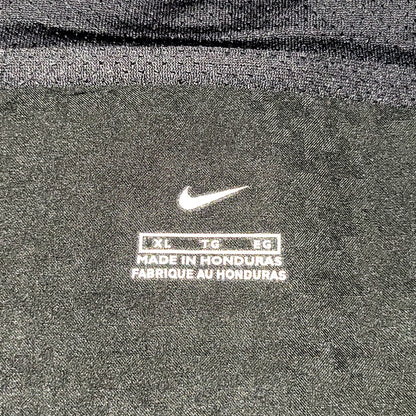 XL TG EG
MADE IN HONDURAS
FABRIQUE AU HONDURAS